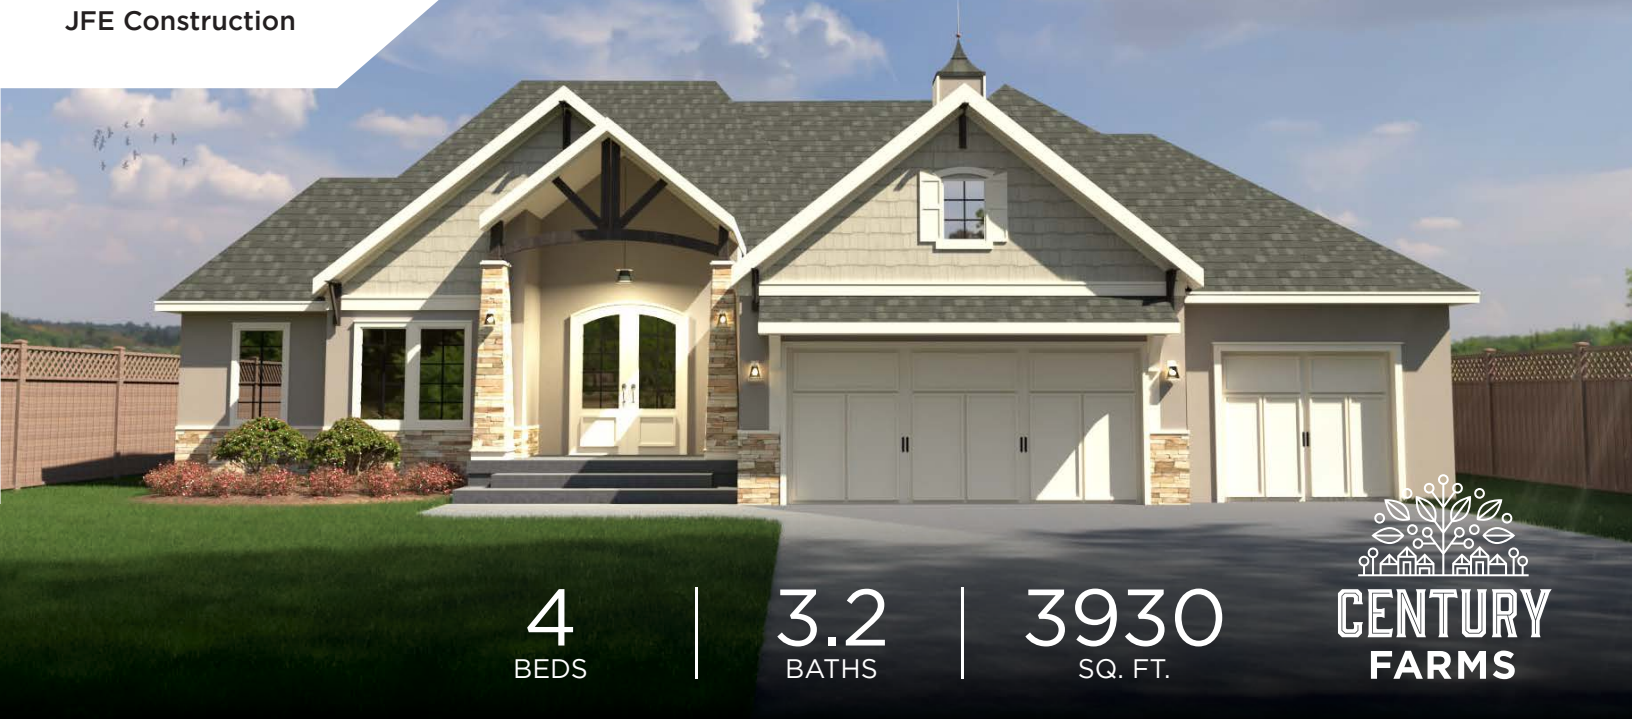 JFE Construction
4
BEDS
3.2
BATHS
3930
SQ. FT.
CENTURY
FARMS